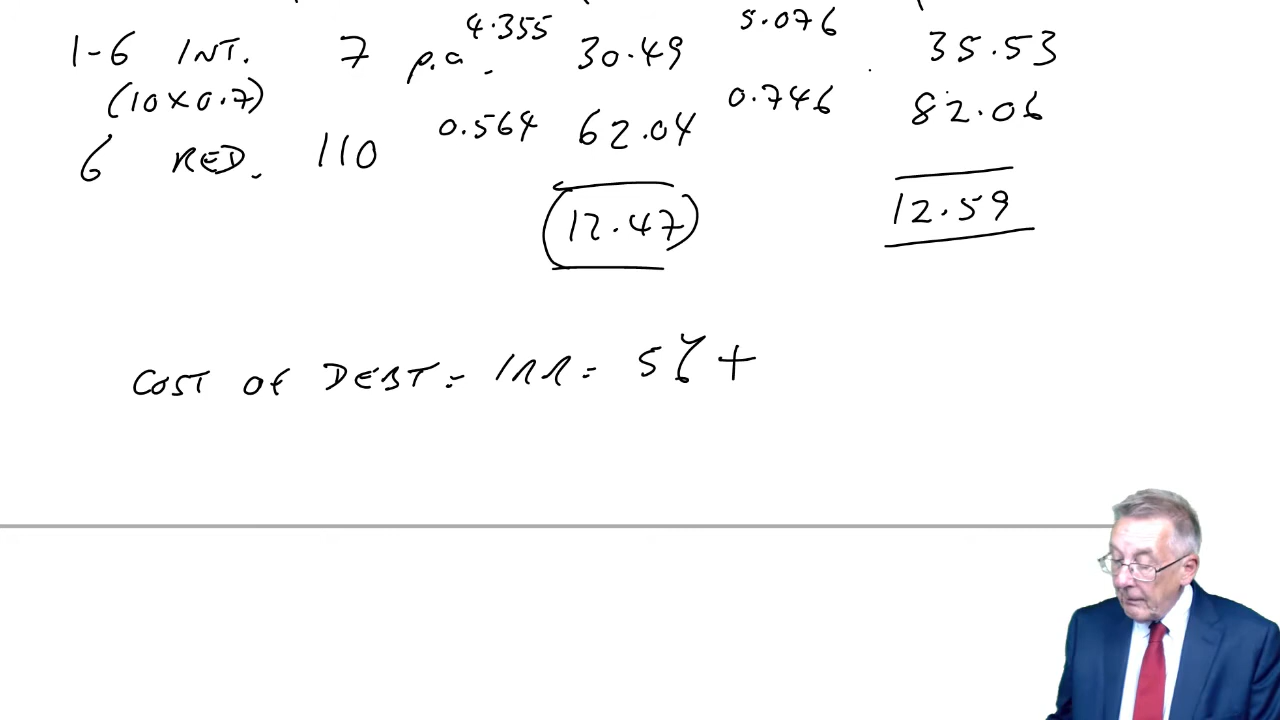 1-6 INT. 7 p.a. 4.355 30.49 5.076 35.53
(10 x 0.7) 0.746 82.06
6 RED. 110 0.564 62.04
(12.47) 12.59
COST OF DEBT = IRR = 5% +